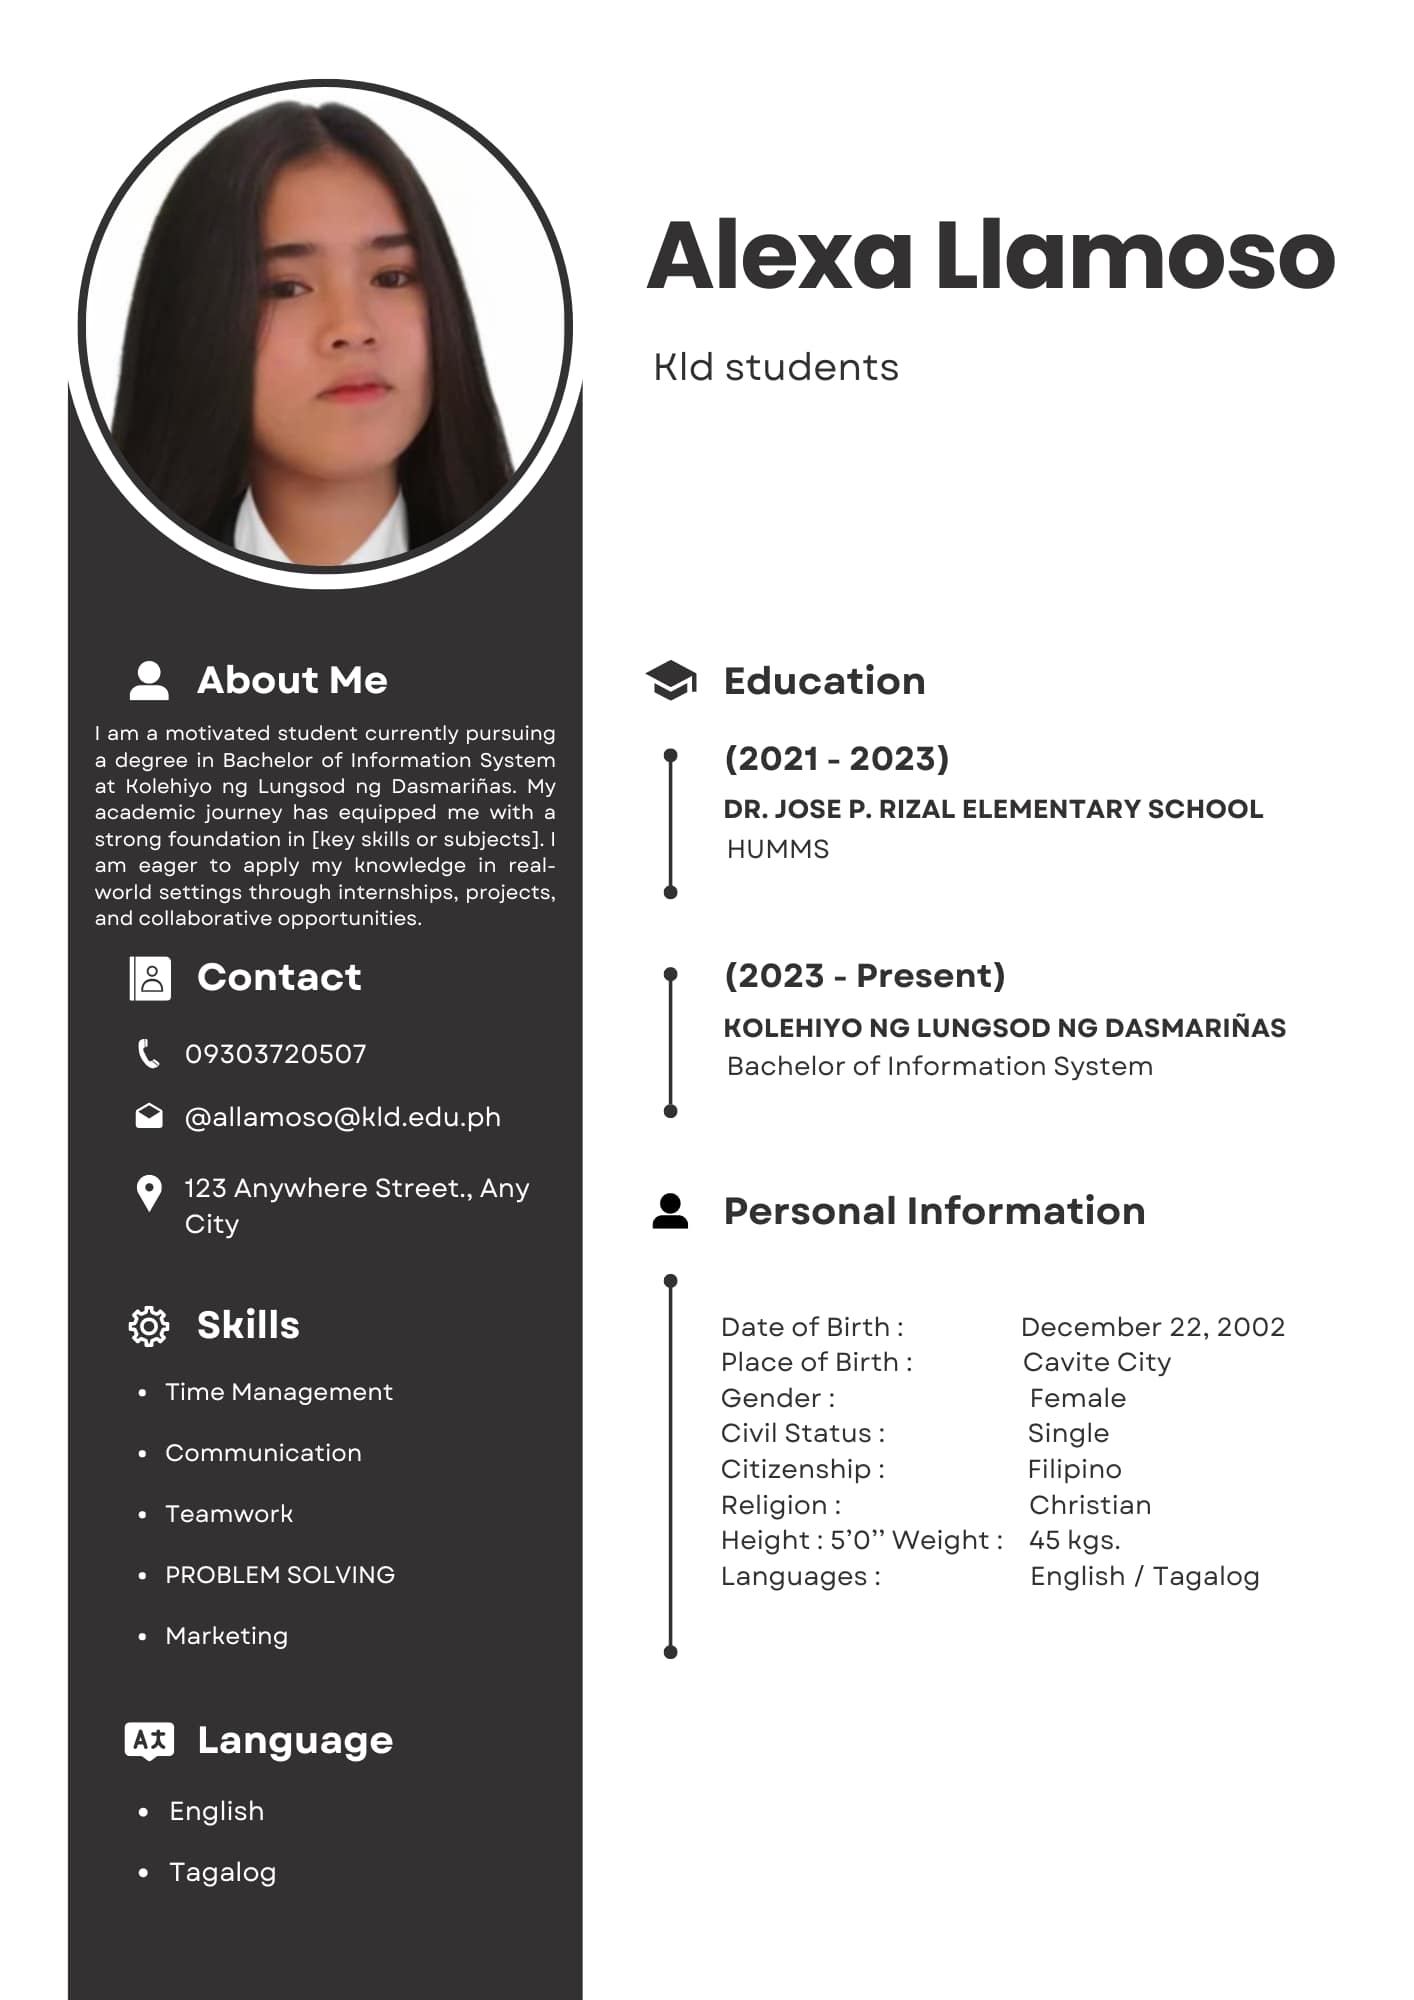 Alexa Llamoso
Kld students
About Me
I am a motivated student currently pursuing
a degree in Bachelor of Information System
at Kolehiyo ng Lungsod ng Dasmariñas. My
academic journey has equipped me with a
strong foundation in [key skills or subjects]. I
am eager to apply my knowledge in real-
world settings through internships, projects,
and collaborative opportunities.
Contact
09303720507
@allamoso@kld.edu.ph
123 Anywhere Street., Any
City
Skills
• Time Management
• Communication
• Teamwork
• PROBLEM SOLVING
• Marketing
Language
• English
• Tagalog
Education
(2021 - 2023)
DR. JOSE P. RIZAL ELEMENTARY SCHOOL
HUMMS
(2023 - Present)
KOLEHIYO NG LUNGSOD NG DASMARIÑAS
Bachelor of Information System
Personal Information
Date of Birth : December 22, 2002
Place of Birth : Cavite City
Gender : Female
Civil Status : Single
Citizenship : Filipino
Religion : Christian
Height : 5’0’’ Weight : 45 kgs.
Languages : English / Tagalog